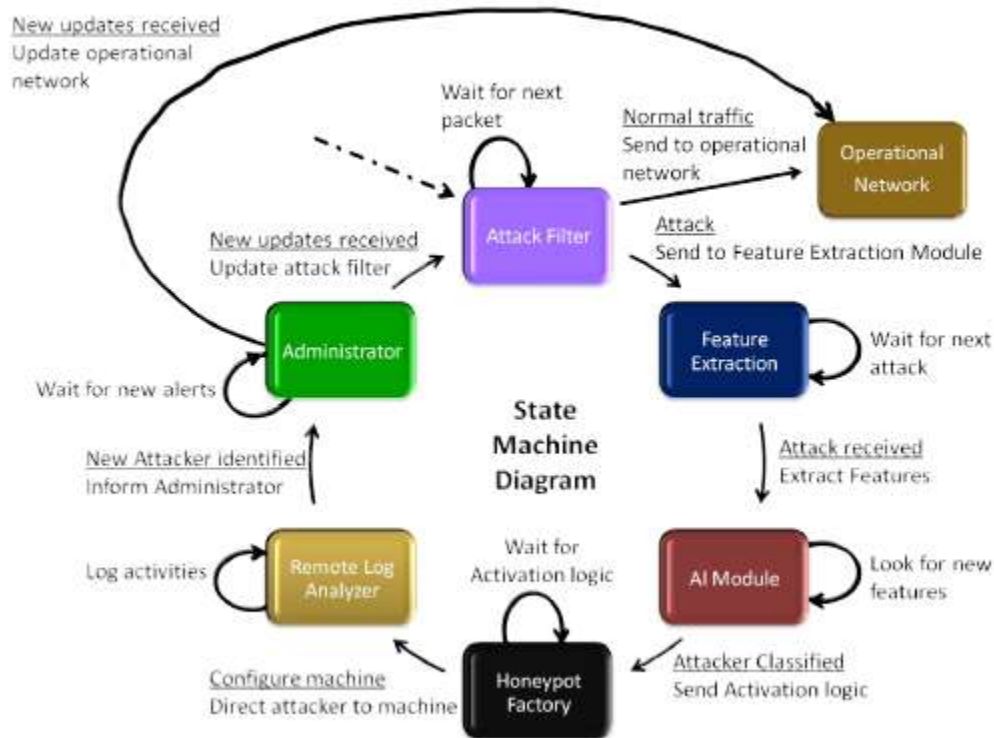 New updates received
Update operational
network
Wait for next
packet
Normal traffic
Send to operational
network
Operational
Network
Attack Filter
New updates received
Update attack filter
Attack
Send to Feature Extraction Module
Administrator
Feature
Extraction
Wait for next
attack
Wait for new alerts
State
Machine
Diagram
New Attacker identified
Inform Administrator
Attack received
Extract Features
Remote Log
Analyzer
Log activities
Wait for
Activation logic
AI Module
Look for new
features
Honeypot
Factory
Configure machine
Direct attacker to machine
Attacker Classified
Send Activation logic